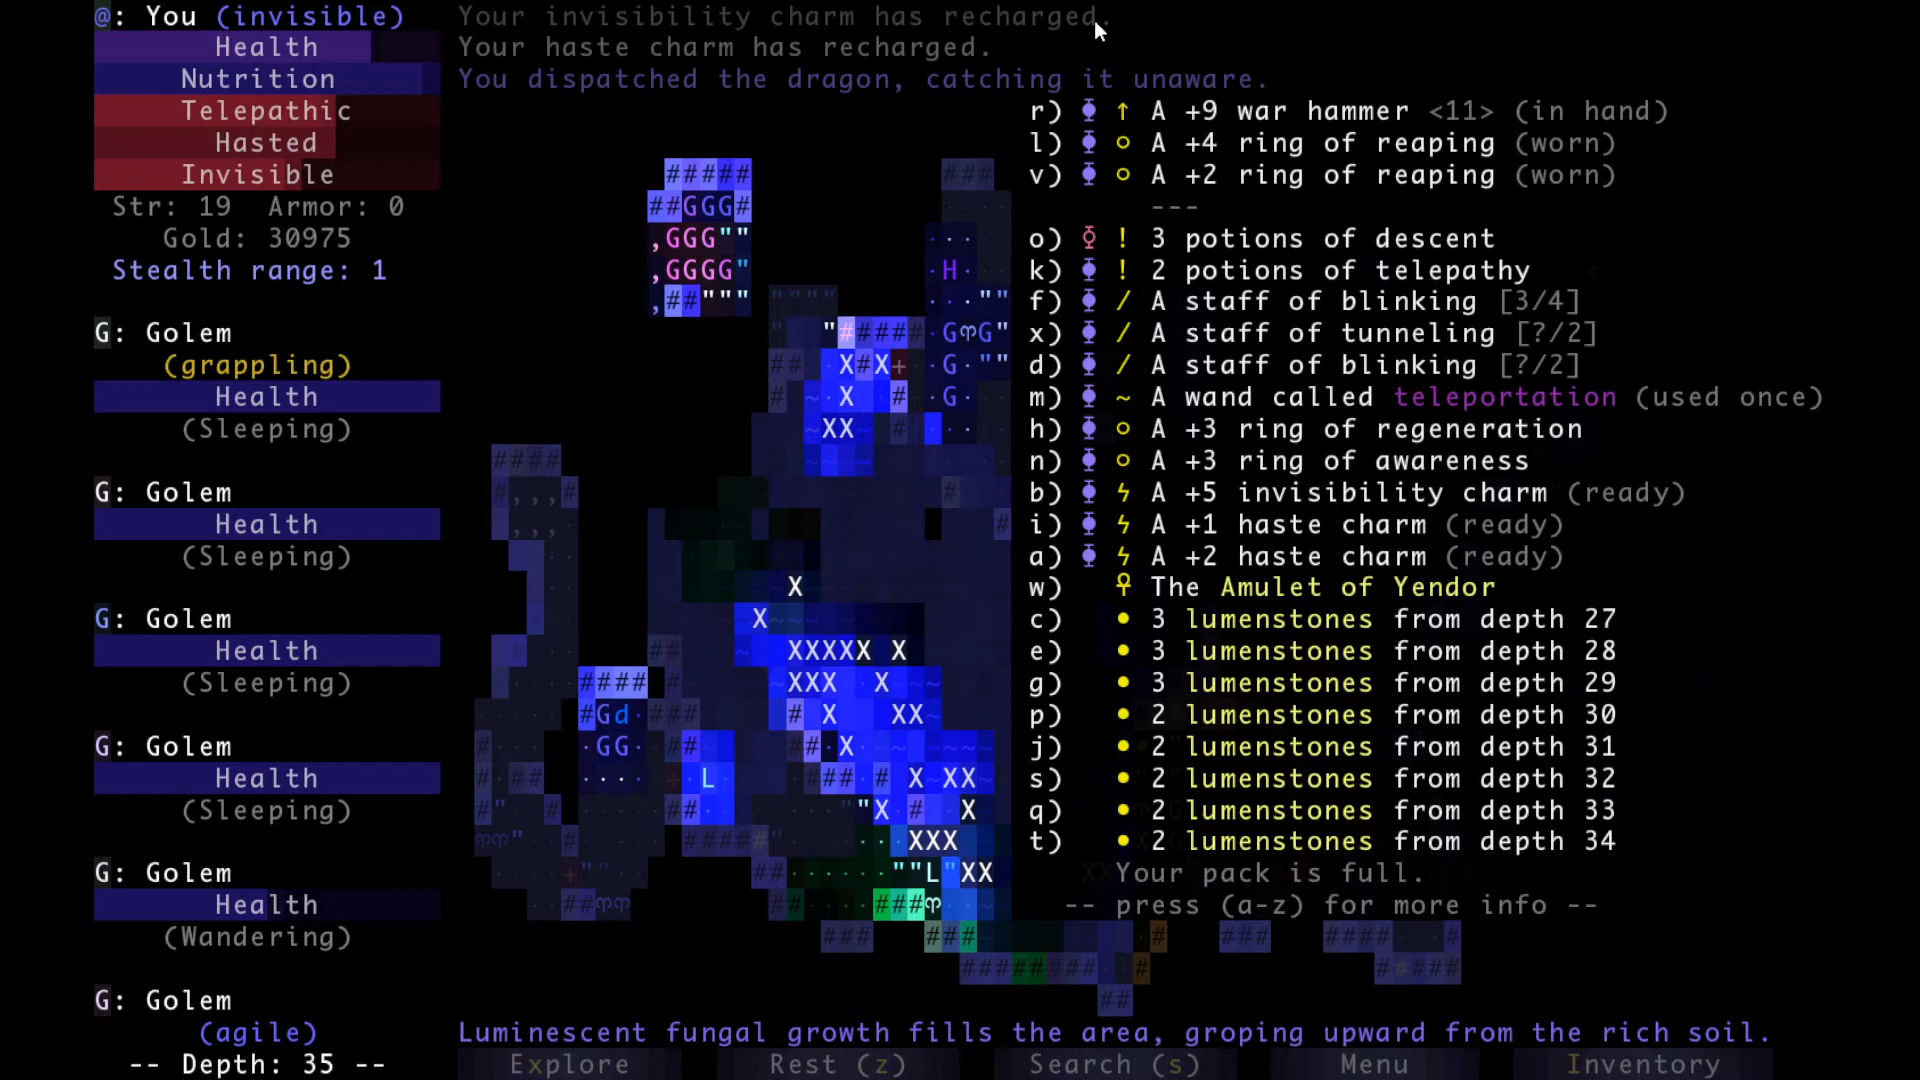 @: You (invisible)
Health
Nutrition
Telepathic
Hasted
Invisible
Str: 19 Armor: 0
Gold: 30975
Stealth range: 1
G: Golem
(grappling)
Health
(Sleeping)
G: Golem
Health
(Sleeping)
G: Golem
Health
(Sleeping)
G: Golem
Health
(Sleeping)
G: Golem
Health
(Wandering)
G: Golem
(agile)
-- Depth: 35 --
Your invisibility charm has recharged.
Your haste charm has recharged.
You dispatched the dragon, catching it unaware.
r) ↑ A +9 war hammer <11> (in hand)
l) ○ A +4 ring of reaping (worn)
v) ○ A +2 ring of reaping (worn)
---
o) ! 3 potions of descent
k) ! 2 potions of telepathy
f) / A staff of blinking [3/4]
x) / A staff of tunneling [?/2]
d) / A staff of blinking [?/2]
m) ~ A wand called teleportation (used once)
h) ○ A +3 ring of regeneration
n) ○ A +3 ring of awareness
b) ϟ A +5 invisibility charm (ready)
i) ϟ A +1 haste charm (ready)
a) ϟ A +2 haste charm (ready)
w) ♀ The Amulet of Yendor
c) • 3 lumenstones from depth 27
e) • 3 lumenstones from depth 28
g) • 3 lumenstones from depth 29
p) • 2 lumenstones from depth 30
j) • 2 lumenstones from depth 31
s) • 2 lumenstones from depth 32
q) • 2 lumenstones from depth 33
t) • 2 lumenstones from depth 34
Your pack is full.
-- press (a-z) for more info --
Luminescent fungal growth fills the area, groping upward from the rich soil.
Explore Rest (z) Search (s) Menu Inventory